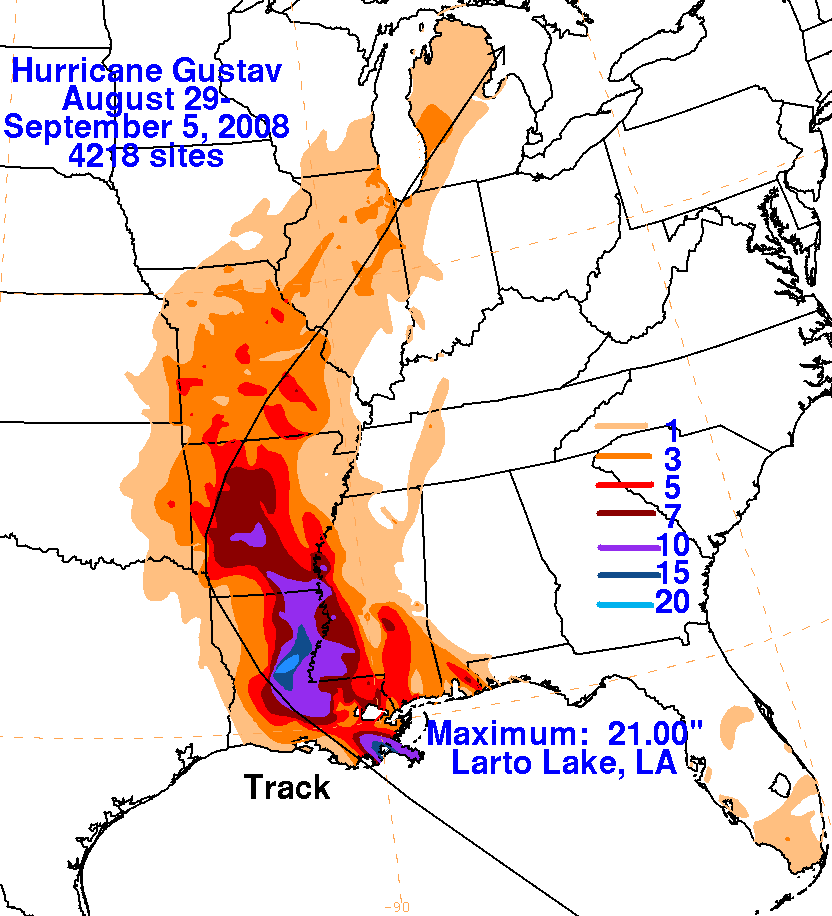 Hurricane Gustav
August 29-
September 5, 2008
4218 sites
1
3
5
7
10
15
20
Maximum: 21.00"
Larto Lake, LA
Track
-90